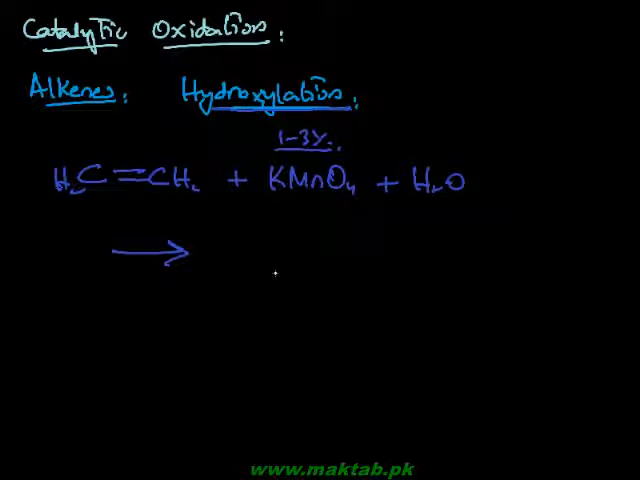 Catalytic Oxidation:
Alkenes: Hydroxylation:
1-3%.
H₂C=CH₂ + KMnO₄ + H₂O
→
www.maktab.pk